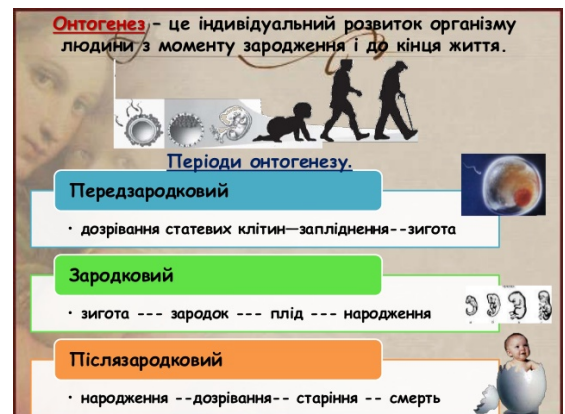 Онтогенез – це індивідуальний розвиток організму
людини з моменту зародження і до кінця життя.
Періоди онтогенезу.
Передзародковий
· дозрівання статевих клітин—запліднення--зигота
Зародковий
· зигота --- зародок --- плід --- народження
Післязародковий
· народження --дозрівання-- старіння -- смерть